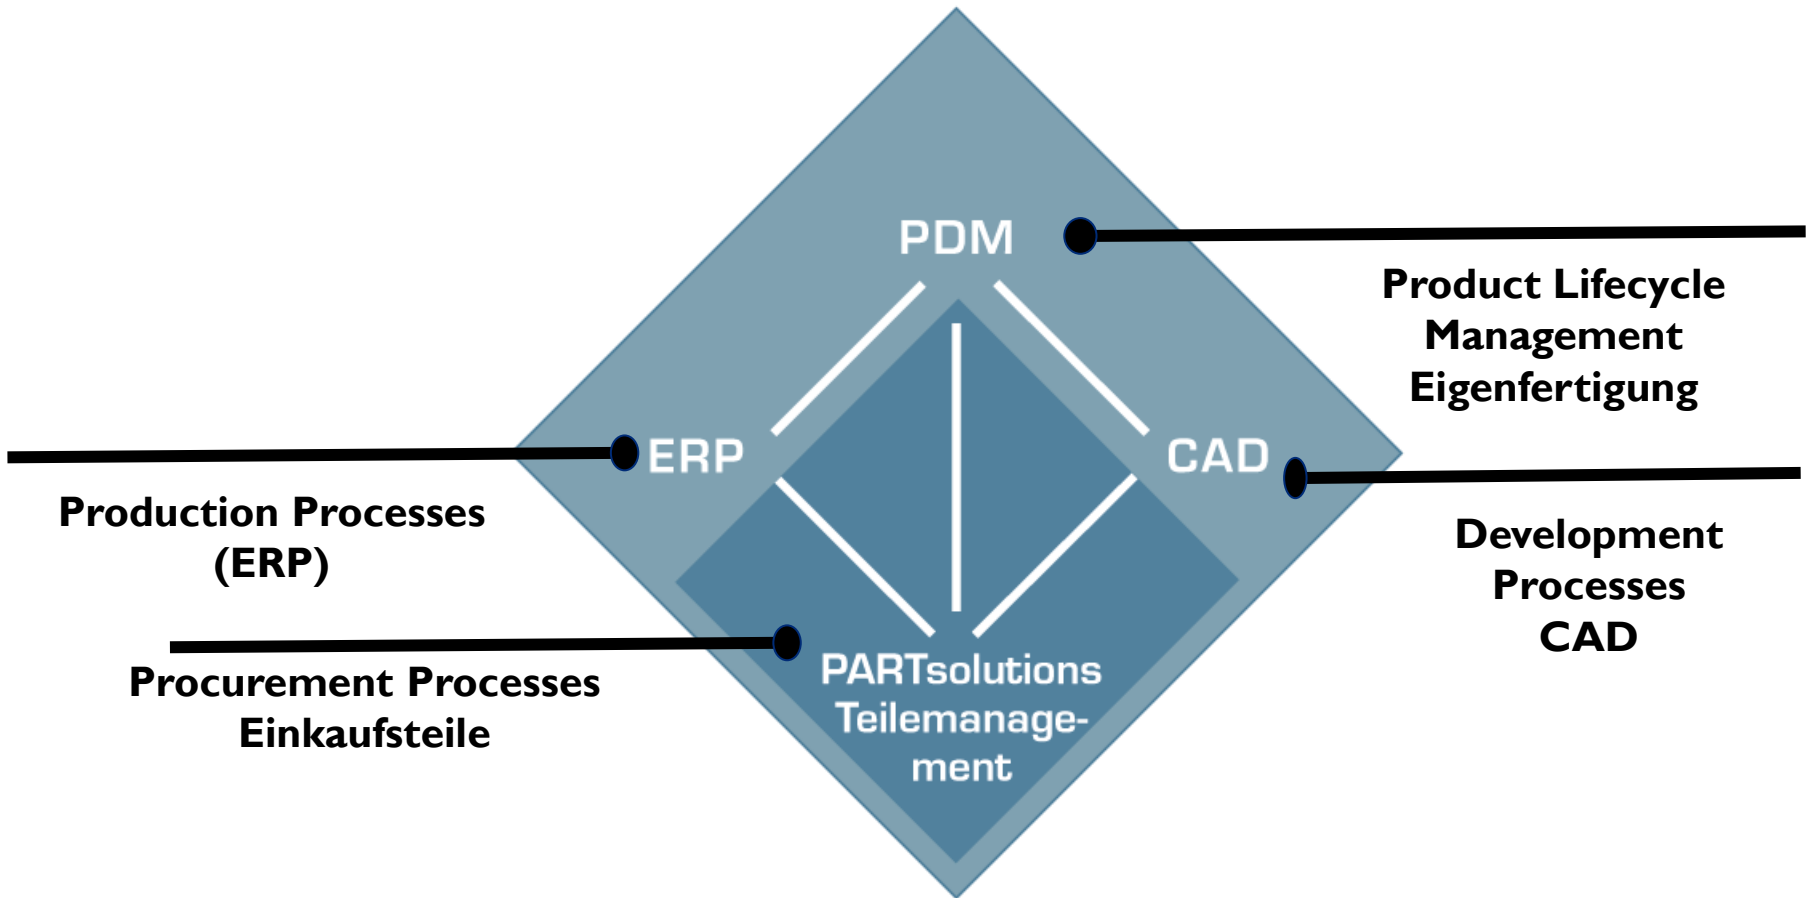 PDM
Product Lifecycle
Management
Eigenfertigung
ERP
CAD
Production Processes
(ERP)
Development
Processes
CAD
Procurement Processes
Einkaufsteile
PARTsolutions
Teilemanage-
ment